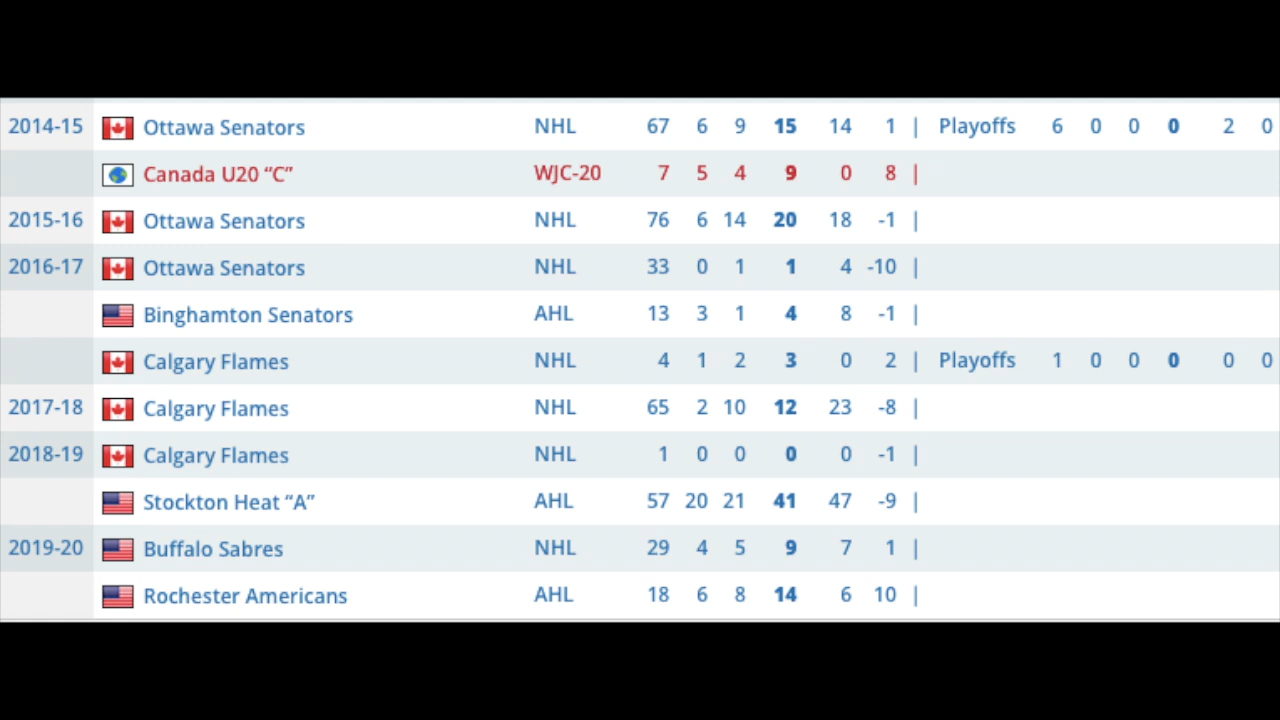 2014-15 Ottawa Senators NHL 67 6 9 15 14 1 | Playoffs 6 0 0 0 2 0
Canada U20 “C” WJC-20 7 5 4 9 0 8 |
2015-16 Ottawa Senators NHL 76 6 14 20 18 -1 |
2016-17 Ottawa Senators NHL 33 0 1 1 4 -10 |
Binghamton Senators AHL 13 3 1 4 8 -1 |
Calgary Flames NHL 4 1 2 3 0 2 | Playoffs 1 0 0 0 0 0
2017-18 Calgary Flames NHL 65 2 10 12 23 -8 |
2018-19 Calgary Flames NHL 1 0 0 0 0 -1 |
Stockton Heat “A” AHL 57 20 21 41 47 -9 |
2019-20 Buffalo Sabres NHL 29 4 5 9 7 1 |
Rochester Americans AHL 18 6 8 14 6 10 |